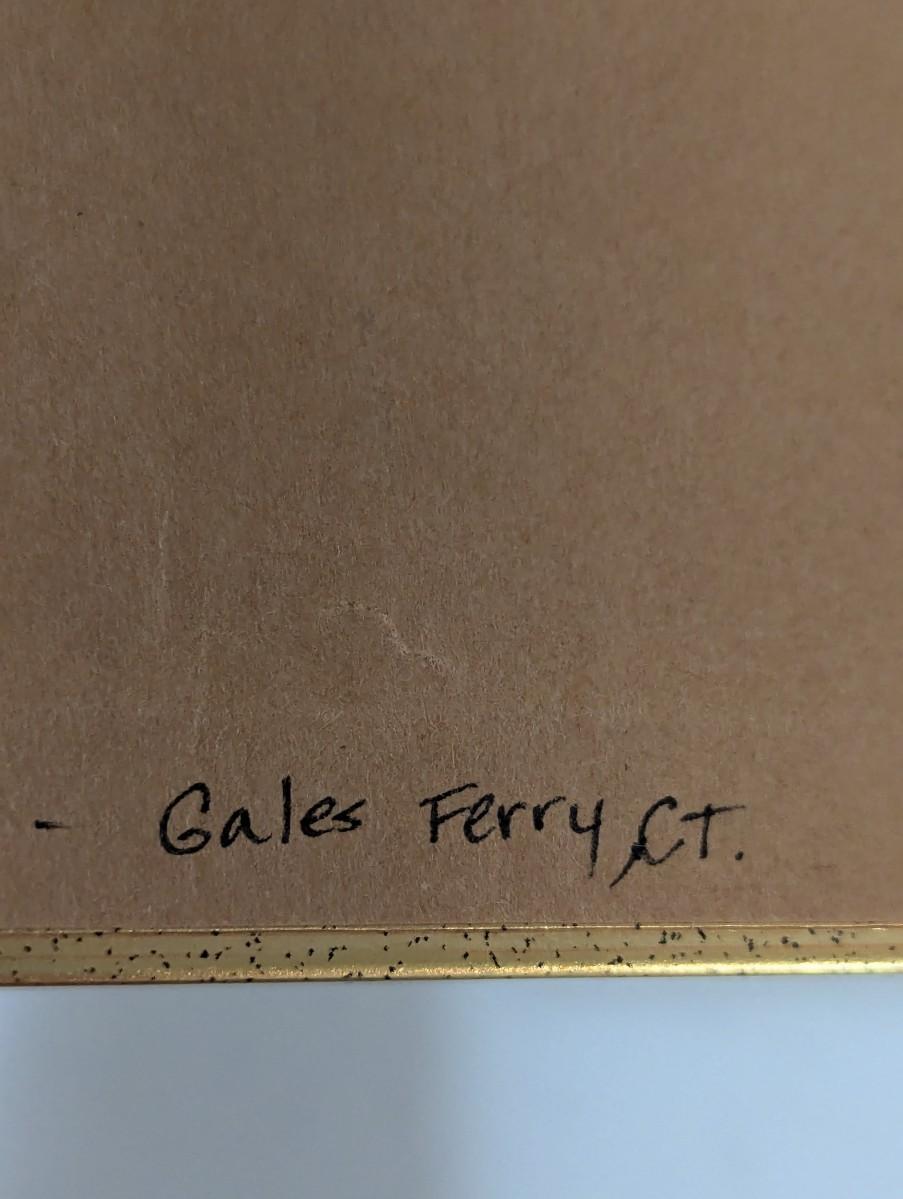 - Gales Ferry, CT.